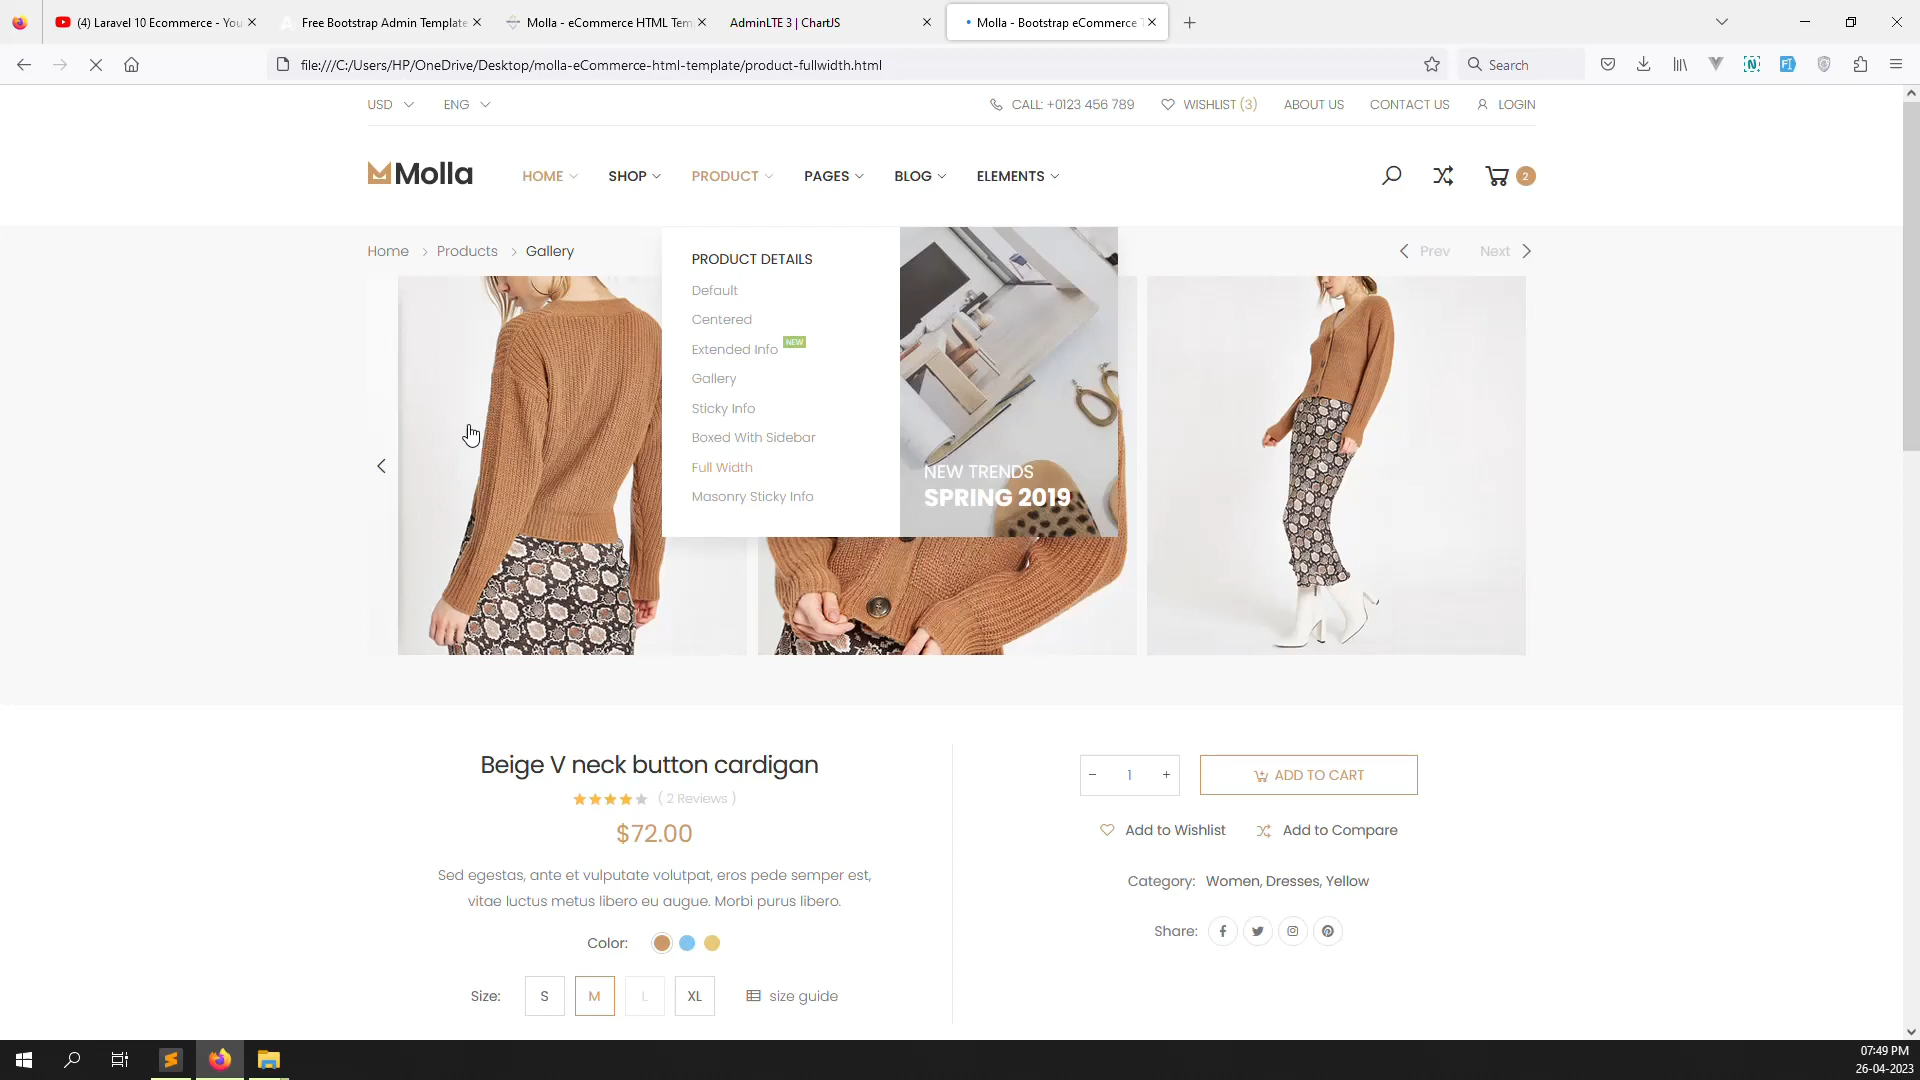 (4) Laravel 10 Ecommerce - You
Free Bootstrap Admin Template
Molla - eCommerce HTML Tem
AdminLTE 3 | ChartJS
Molla - Bootstrap eCommerce T
file:///C:/Users/HP/OneDrive/Desktop/molla-eCommerce-html-template/product-fullwidth.html
Search
USD
ENG
CALL: +0123 456 789
WISHLIST (3)
ABOUT US
CONTACT US
LOGIN
Molla
HOME
SHOP
PRODUCT
PAGES
BLOG
ELEMENTS
2
Home > Products > Gallery
Prev
Next
PRODUCT DETAILS
Default
Centered
Extended Info NEW
Gallery
Sticky Info
Boxed With Sidebar
Full Width
Masonry Sticky Info
NEW TRENDS
SPRING 2019
Beige V neck button cardigan
( 2 Reviews )
$72.00
Sed egestas, ante et vulputate volutpat, eros pede semper est,
vitae luctus metus libero eu augue. Morbi purus libero.
Color:
Size: S M L XL size guide
− 1 +
ADD TO CART
Add to Wishlist
Add to Compare
Category: Women, Dresses, Yellow
Share:
07:49 PM
26-04-2023